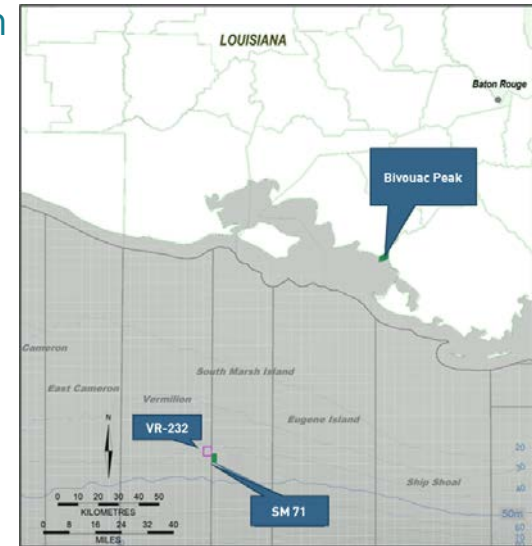 n
LOUISIANA
Baton Rouge
Bivouac Peak
Cameron
South Marsh Island
East Cameron
Vermilion
Eugene Island
N
VR-232
20
30
Ship Shoal
40
0 10 20 30 40 50
KILOMETRES
SM 71
50m
0 8 16 24 32 40
MILES